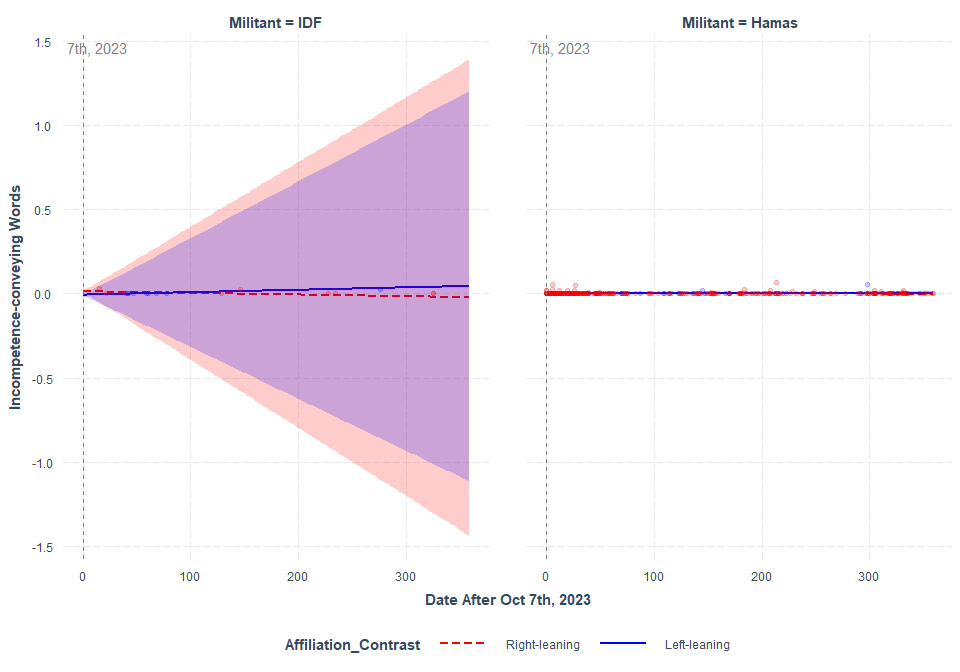 Militant = IDF
Militant = Hamas
7th, 2023
7th, 2023
1.5
1.0
0.5
0.0
-0.5
-1.0
-1.5
Incompetence-conveying Words
0 100 200 300
0 100 200 300
Date After Oct 7th, 2023
Affiliation_Contrast Right-leaning Left-leaning